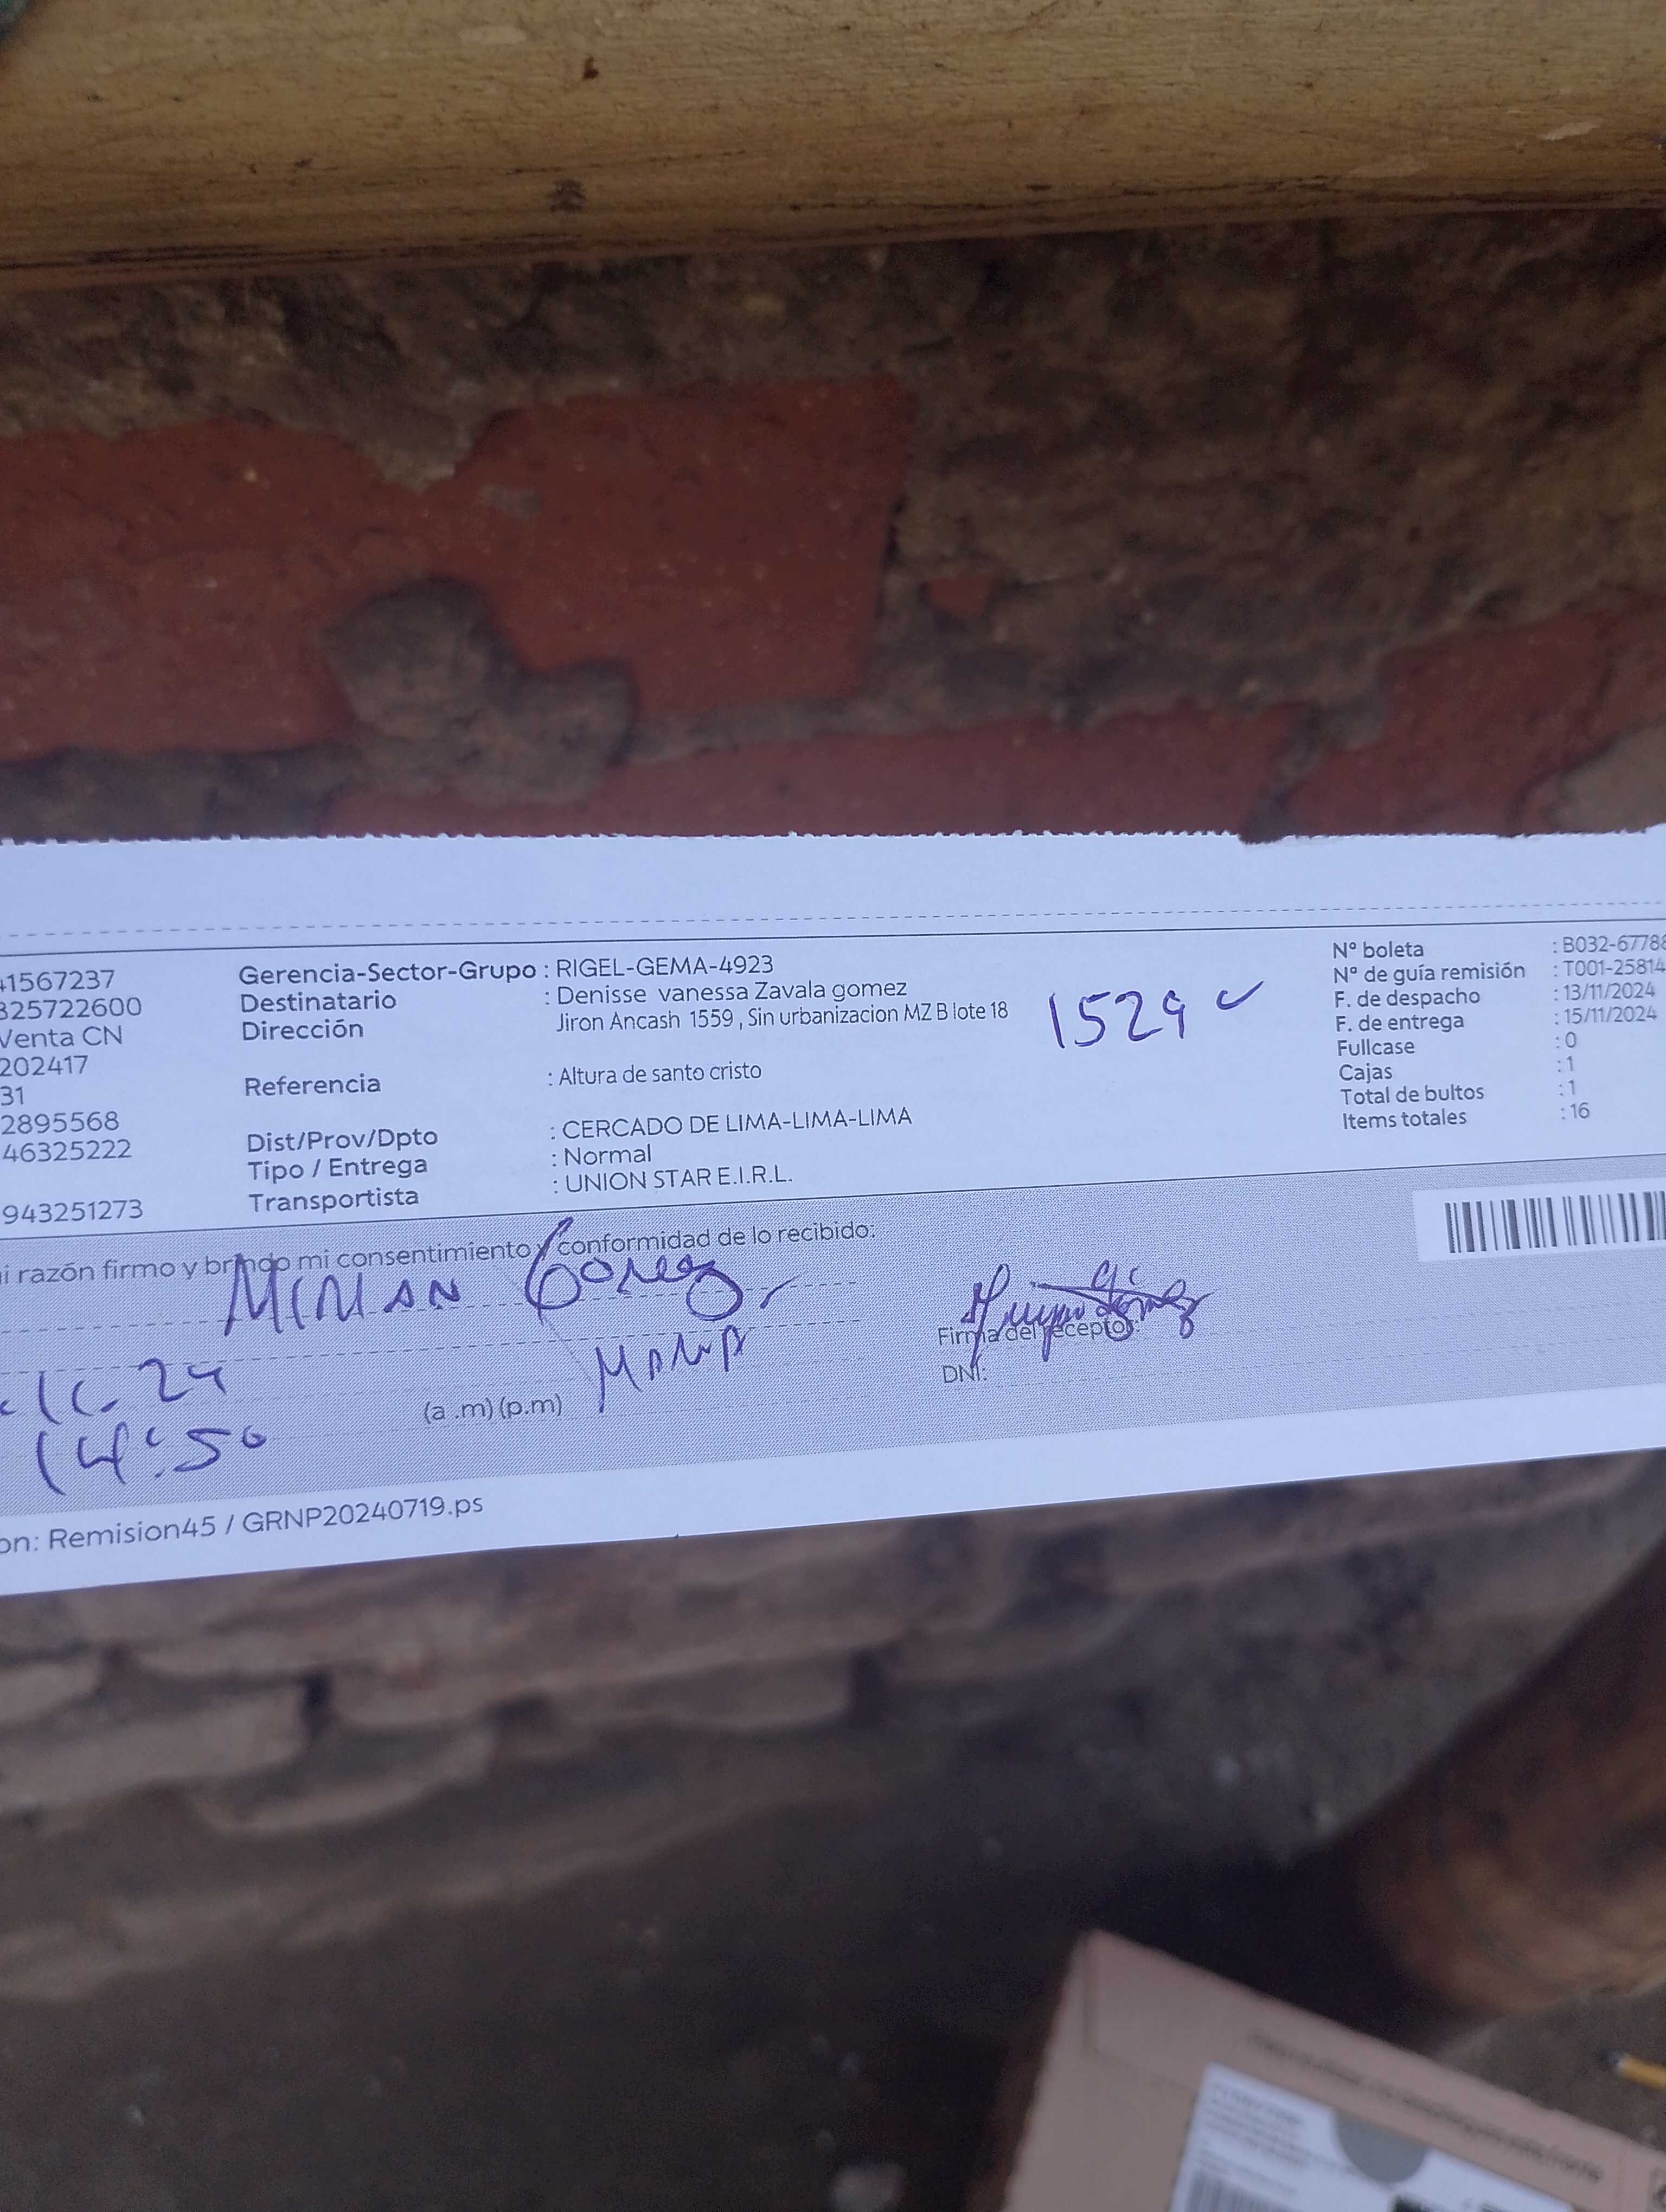 41567237 Gerencia-Sector-Grupo : RIGEL-GEMA-4923 N° boleta : B032-67788
325722600 Destinatario : Denisse vanessa Zavala gomez N° de guía remisión : T001-25814
Venta CN Dirección Jiron Ancash 1559 , Sin urbanizacion MZ B lote 18 1529 F. de despacho : 13/11/2024
202417 F. de entrega : 15/11/2024
31 Referencia : Altura de santo cristo Fullcase : 0
2895568 Cajas : 1
46325222 Dist/Prov/Dpto : CERCADO DE LIMA-LIMA-LIMA Total de bultos : 1
Tipo / Entrega : Normal Items totales : 16
943251273 Transportista : UNION STAR E.I.R.L.
i razón firmo y brindo mi consentimiento y conformidad de lo recibido:
Gomez
Firma del receptor:
24
(a .m) (p.m) DNI:
14:50
on: Remision45 / GRNP20240719.ps